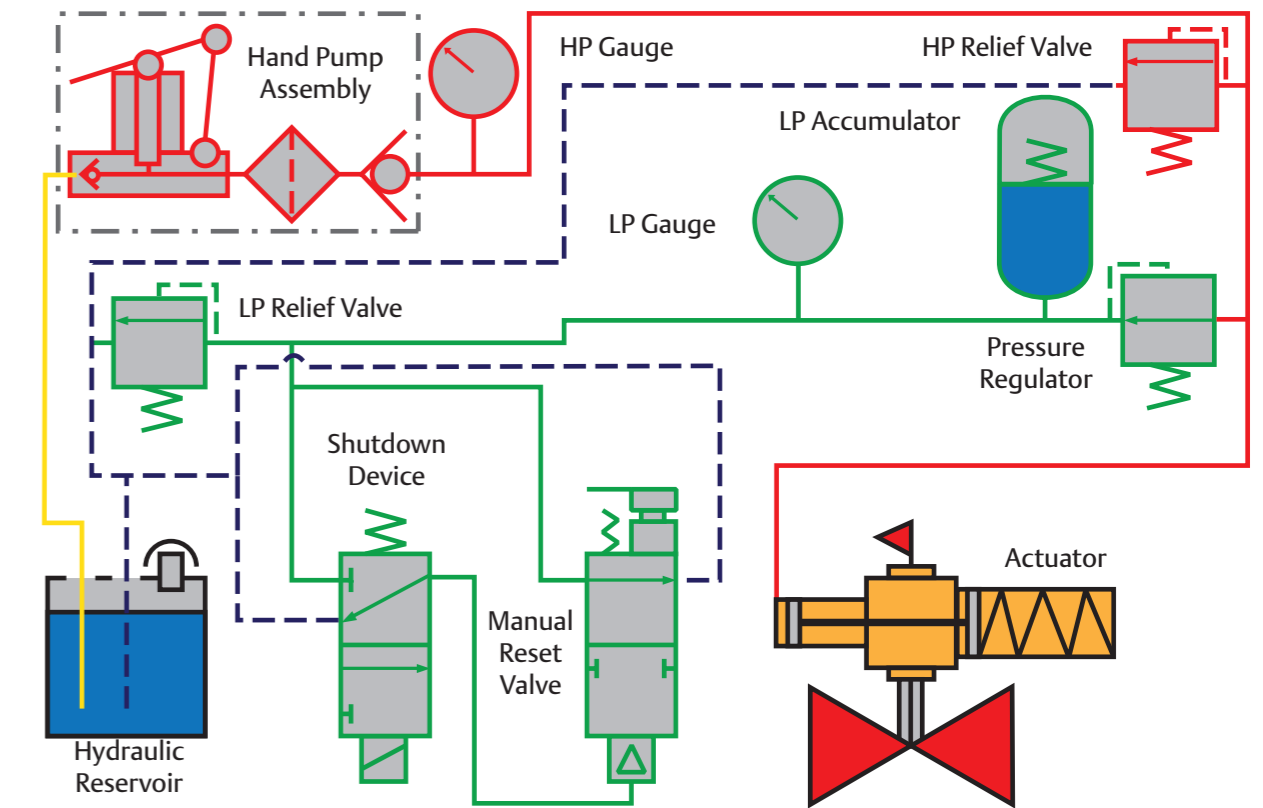 Hand Pump
Assembly
HP Gauge
HP Relief Valve
LP Accumulator
LP Gauge
LP Relief Valve
Pressure
Regulator
Shutdown
Device
Actuator
Manual
Reset
Valve
Hydraulic
Reservoir